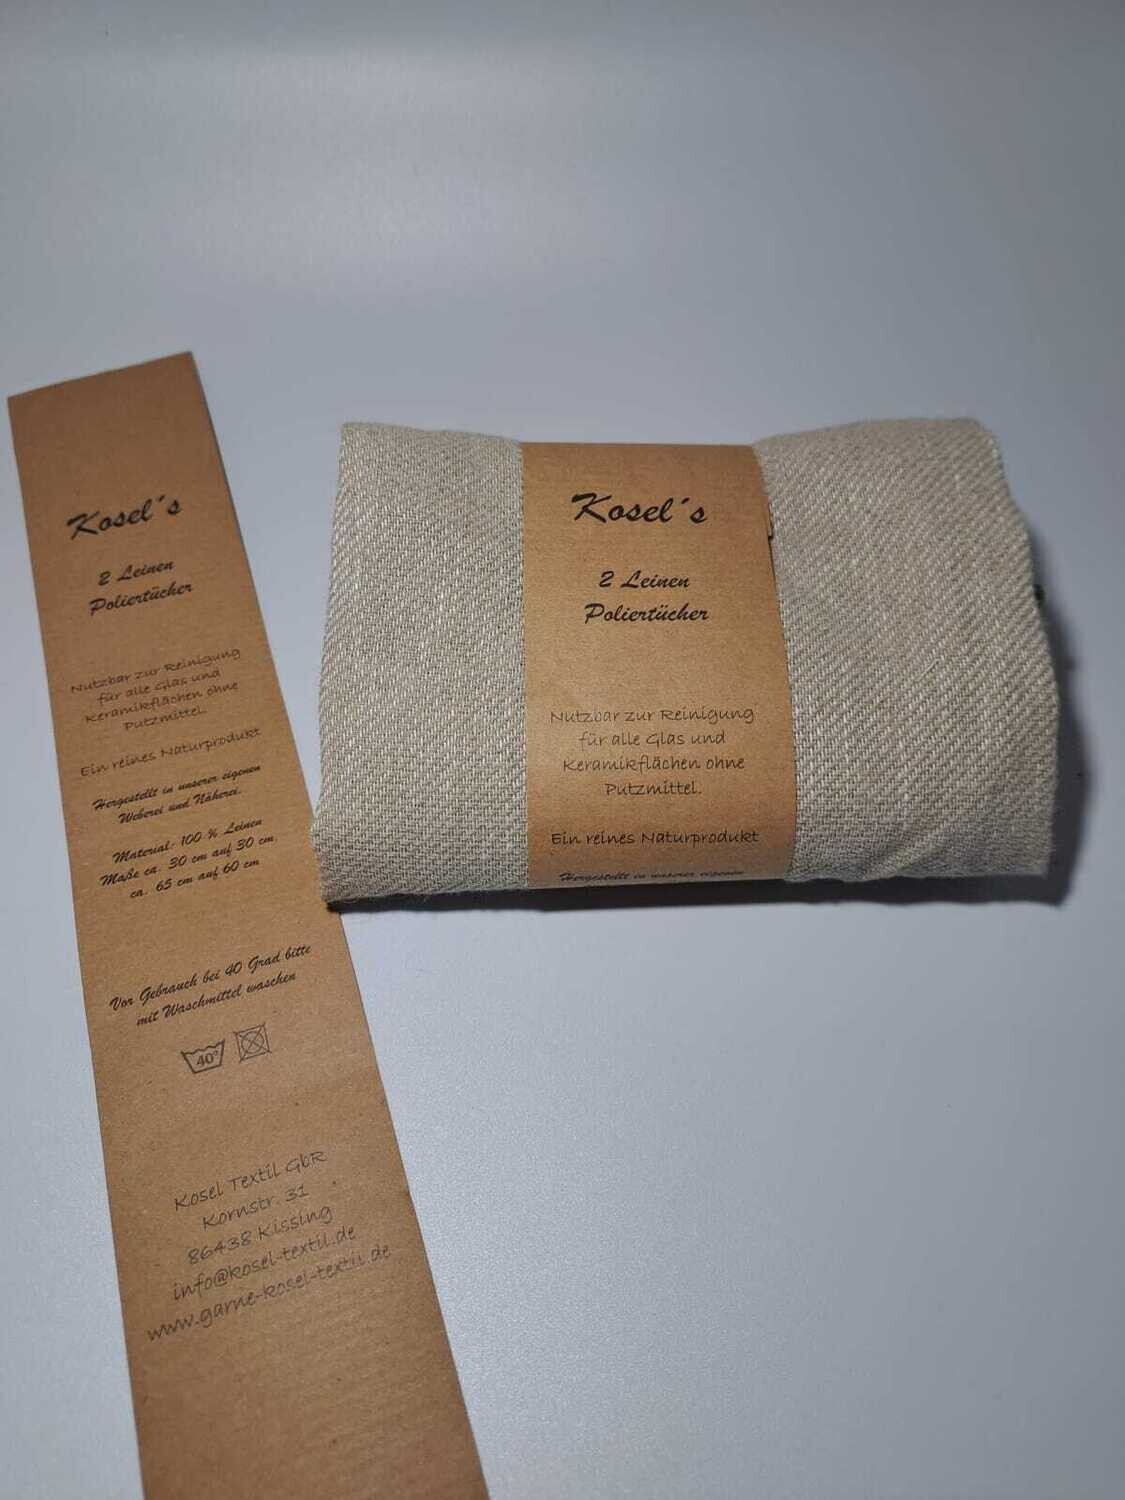 Kosel´s
2 Leinen
Poliertücher
Nutzbar zur Reinigung
für alle Glas und
Keramikflächen ohne
Putzmittel.
Ein reines Naturprodukt
Hergestellt in unserer eigenen
Weberei und Näherei.
Material: 100 % Leinen
Maße ca. 30 cm auf 30 cm,
ca. 65 cm auf 60 cm
Vor Gebrauch bei 40 Grad bitte
mit Waschmittel waschen
40°
Kosel Textil GbR
Kornstr. 31
86438 Kissing
info@kosel-textil.de
www.garne-kosel-textil.de
Kosel´s
2 Leinen
Poliertücher
Nutzbar zur Reinigung
für alle Glas und
Keramikflächen ohne
Putzmittel.
Ein reines Naturprodukt
Hergestellt in unserer eigenen